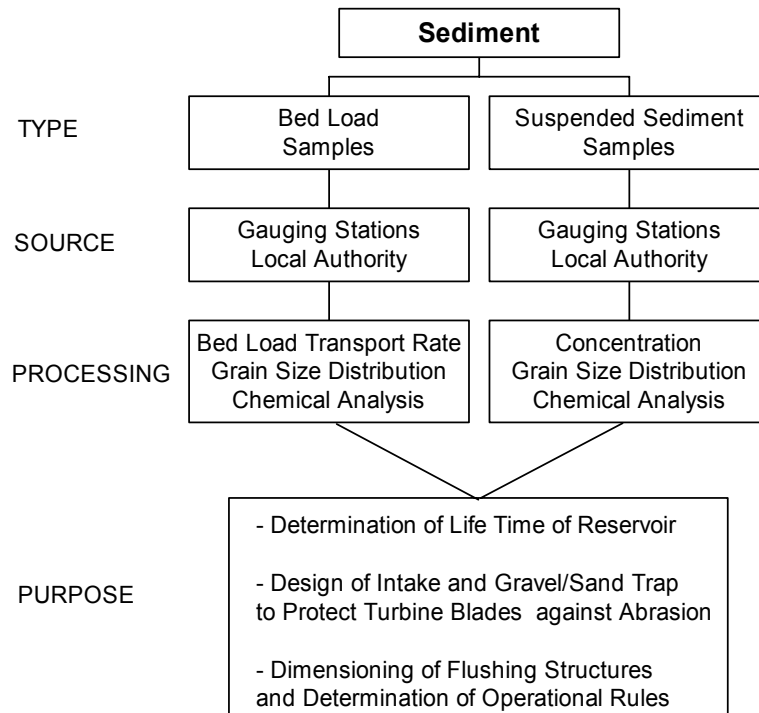 Sediment
TYPE
Bed Load
Samples
Suspended Sediment
Samples
SOURCE
Gauging Stations
Local Authority
Gauging Stations
Local Authority
PROCESSING
Bed Load Transport Rate
Grain Size Distribution
Chemical Analysis
Concentration
Grain Size Distribution
Chemical Analysis
PURPOSE
- Determination of Life Time of Reservoir
- Design of Intake and Gravel/Sand Trap
to Protect Turbine Blades against Abrasion
- Dimensioning of Flushing Structures
and Determination of Operational Rules